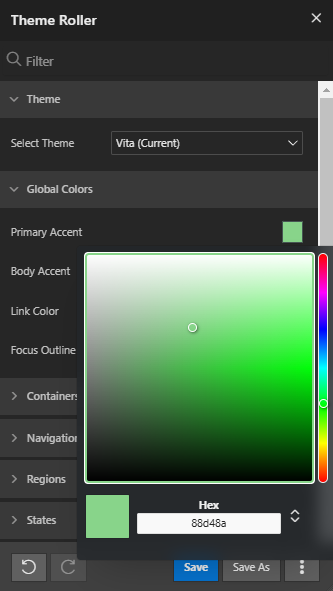 Theme Roller
Filter
Theme
Select Theme
Vita (Current)
Global Colors
Primary Accent
Body Accent
Link Color
Focus Outline
Containers
Navigation
Regions
States
Hex
88d48a
Save
Save As